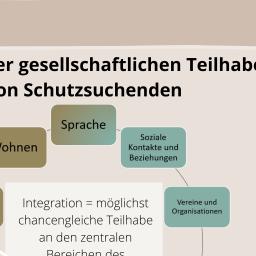 er gesellschaftlichen Teilhabe
on Schutzsuchenden
Sprache
Wohnen
Soziale
Kontakte und
Beziehungen
Vereine und
Organisationen
Integration = möglichst
chancengleiche Teilhabe
an den zentralen
Bereichen des